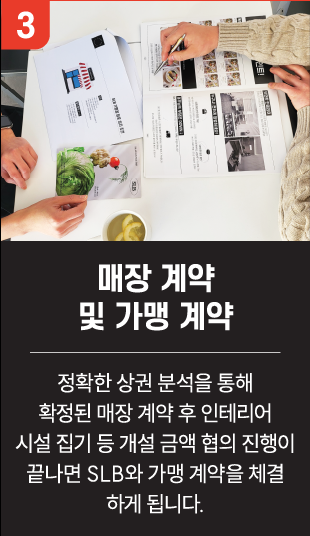 3
매장 계약
및 가맹 계약
정확한 상권 분석을 통해
확정된 매장 계약 후 인테리어
시설 집기 등 개설 금액 협의 진행이
끝나면 SLB와 가맹 계약을 체결
하게 됩니다.